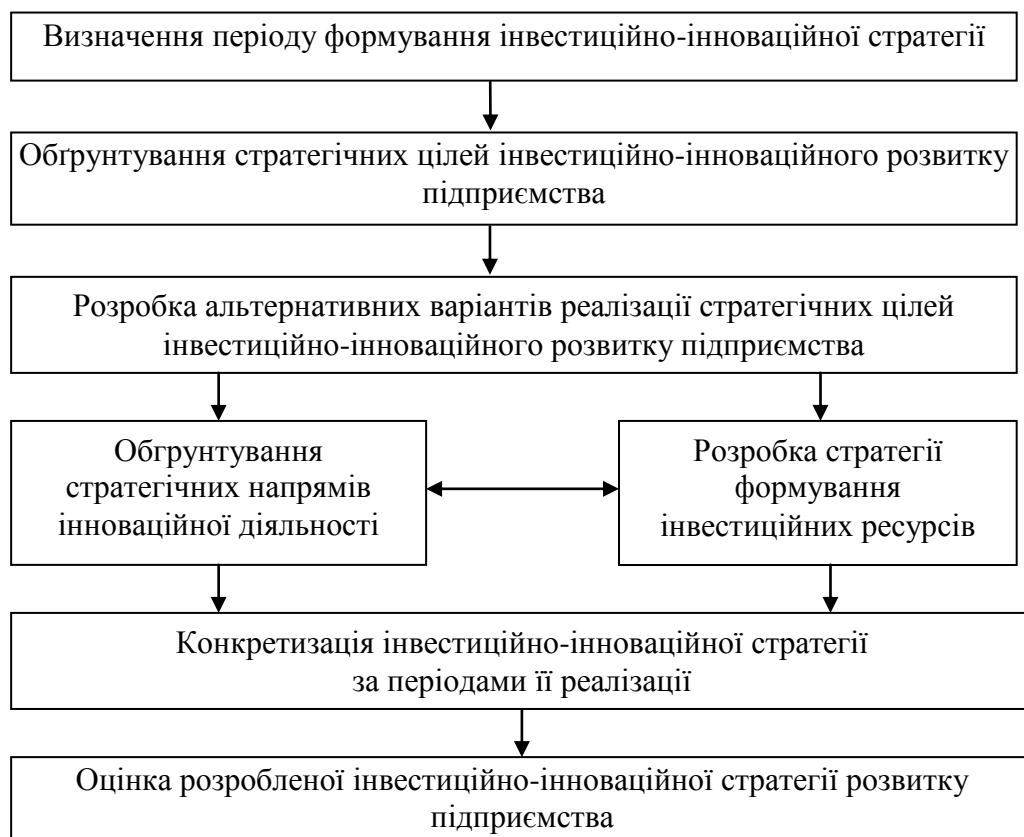 Визначення періоду формування інвестиційно-інноваційної стратегії
Обґрунтування стратегічних цілей інвестиційно-інноваційного розвитку
підприємства
Розробка альтернативних варіантів реалізації стратегічних цілей
інвестиційно-інноваційного розвитку підприємства
Обгрунтування
стратегічних напрямів
інноваційної діяльності
Розробка стратегії
формування
інвестиційних ресурсів
Конкретизація інвестиційно-інноваційної стратегії
за періодами її реалізації
Оцінка розробленої інвестиційно-інноваційної стратегії розвитку
підприємства